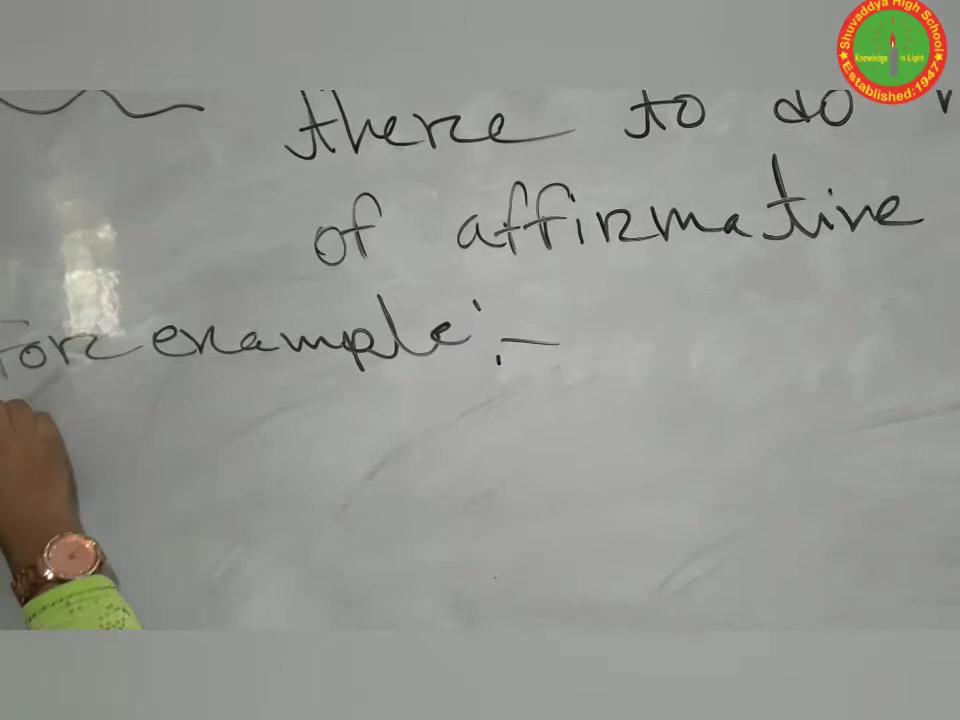 Shuvaddya High School
Knowledge is Light
Established:1947
there to do
of affirmative
For example:-